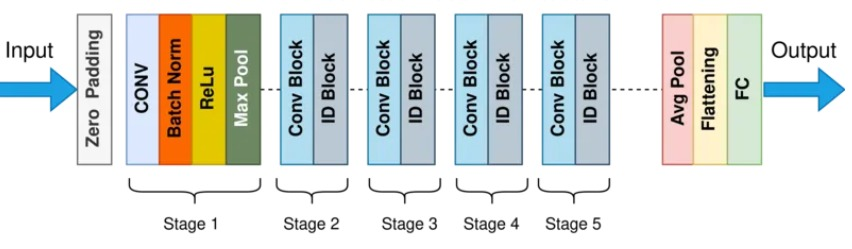 Input
Zero Padding
CONV
Batch Norm
ReLu
Max Pool
Conv Block
ID Block
Conv Block
ID Block
Conv Block
ID Block
Conv Block
ID Block
Avg Pool
Flattening
FC
Output
Stage 1
Stage 2
Stage 3
Stage 4
Stage 5